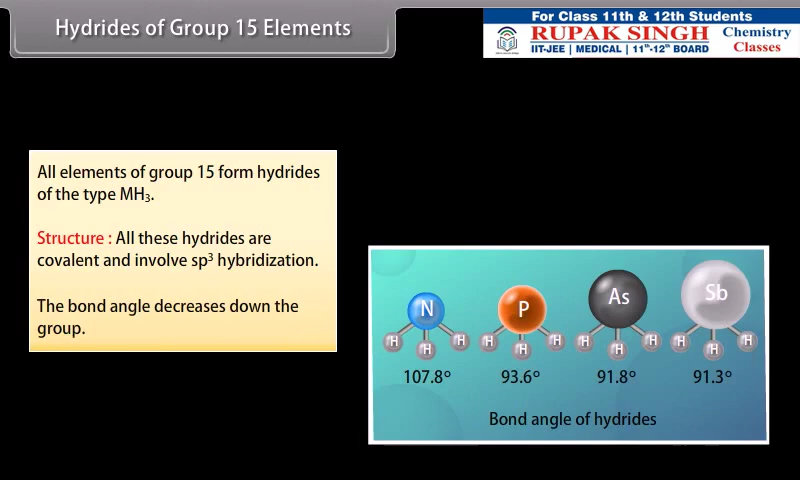 Hydrides of Group 15 Elements
For Class 11th & 12th Students
RUPAK SINGH
IIT-JEE | MEDICAL | 11ᵗʰ-12ᵗʰ BOARD
Chemistry
Classes
All elements of group 15 form hydrides
of the type MH₃.
Structure : All these hydrides are
covalent and involve sp³ hybridization.
The bond angle decreases down the
group.
N P As Sb
H H H H H H H H H H H H
107.8° 93.6° 91.8° 91.3°
Bond angle of hydrides